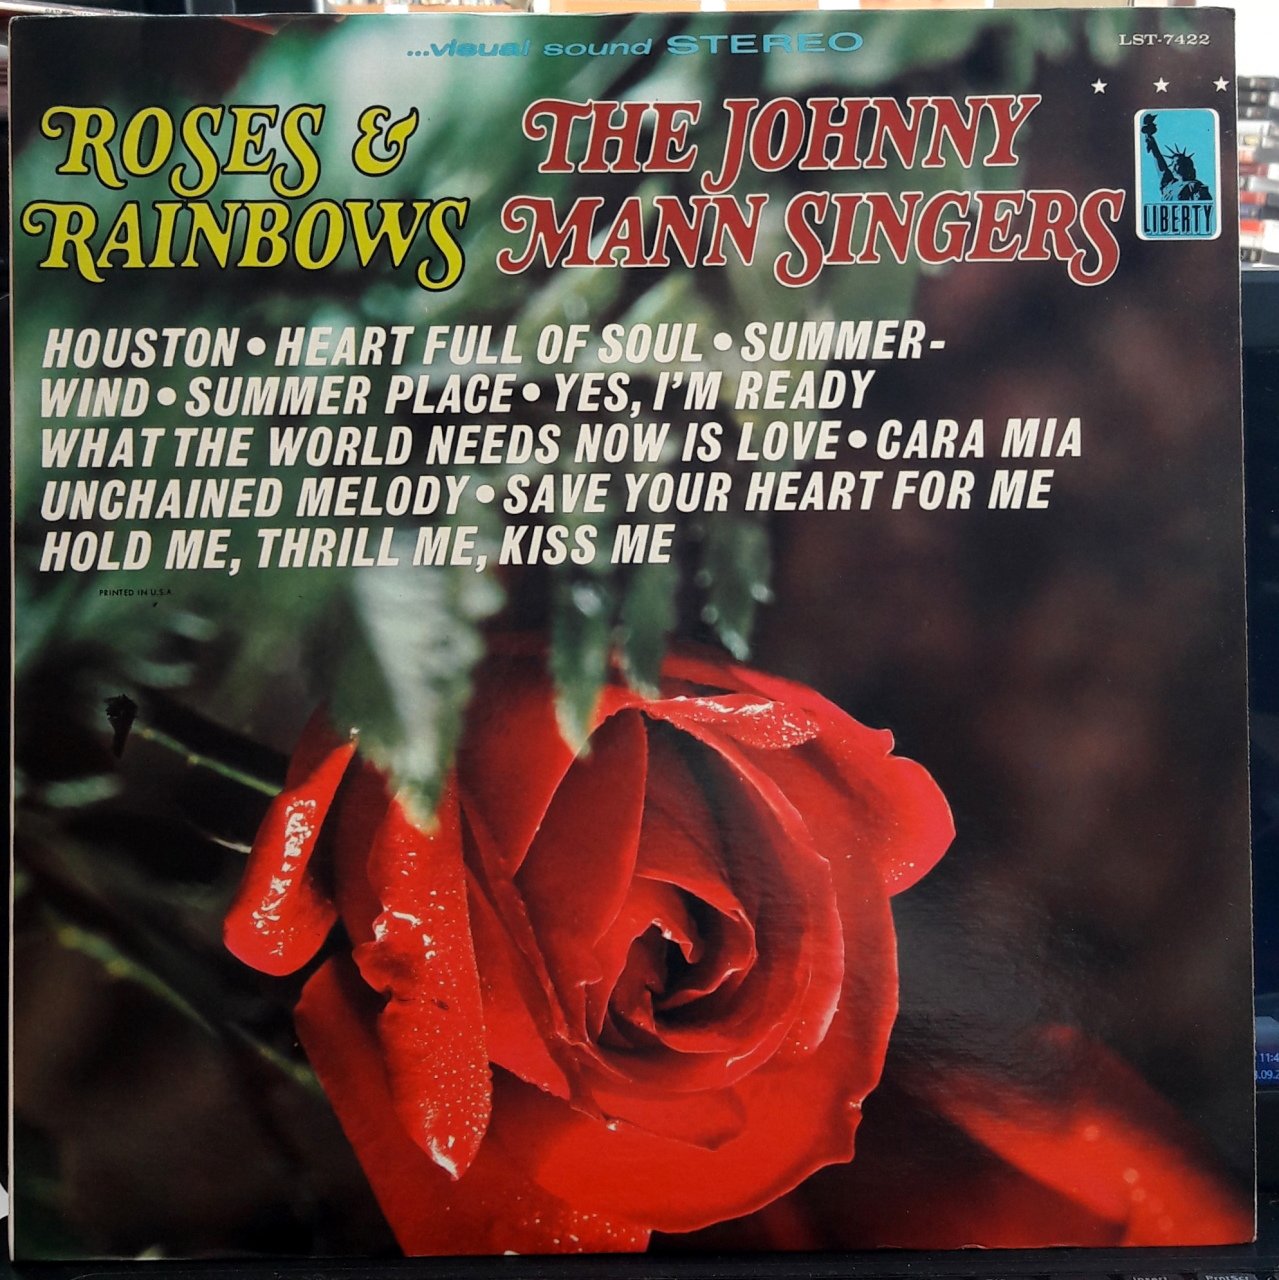 ...visual sound STEREO
LST-7422
ROSES &
RAINBOWS
THE JOHNNY
MANN SINGERS
LIBERTY
HOUSTON • HEART FULL OF SOUL • SUMMER-
WIND • SUMMER PLACE • YES, I'M READY
WHAT THE WORLD NEEDS NOW IS LOVE • CARA MIA
UNCHAINED MELODY • SAVE YOUR HEART FOR ME
HOLD ME, THRILL ME, KISS ME
PRINTED IN U.S.A.